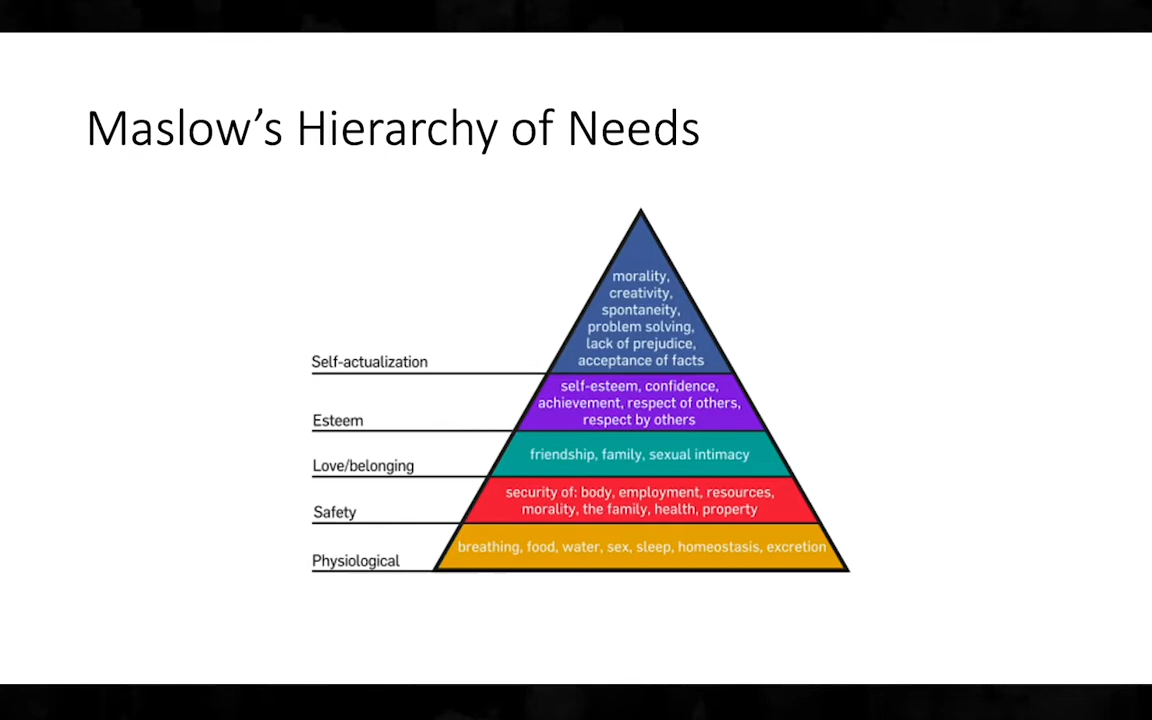 Maslow's Hierarchy of Needs
morality,
creativity,
spontaneity,
problem solving,
lack of prejudice,
acceptance of facts
Self-actualization
self-esteem, confidence,
achievement, respect of others,
respect by others
Esteem
friendship, family, sexual intimacy
Love/belonging
security of: body, employment, resources,
morality, the family, health, property
Safety
breathing, food, water, sex, sleep, homeostasis, excretion
Physiological